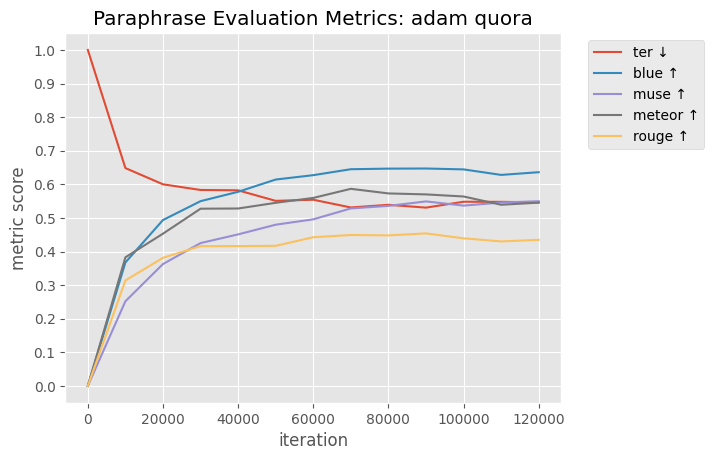 Paraphrase Evaluation Metrics: adam quora
ter ↓
blue ↑
muse ↑
meteor ↑
rouge ↑
metric score
1.0
0.9
0.8
0.7
0.6
0.5
0.4
0.3
0.2
0.1
0.0
0 20000 40000 60000 80000 100000 120000
iteration